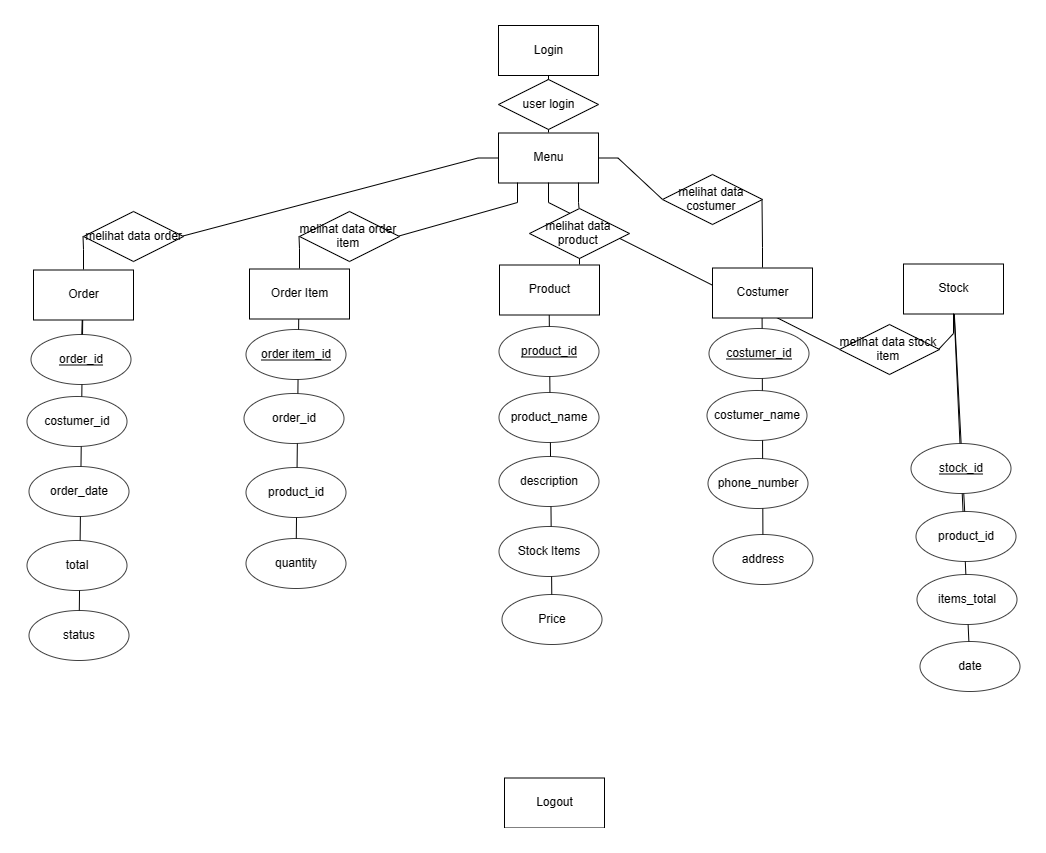 Login
user login
Menu
melihat data
costumer
melihat data order
melihat data order
item
melihat data
product
Order
Order Item
Product
Costumer
Stock
melihat data stock
item
order_id
costumer_id
order_date
total
status
order item_id
order_id
product_id
quantity
product_id
product_name
description
Stock Items
Price
costumer_id
costumer_name
phone_number
address
stock_id
product_id
items_total
date
Logout